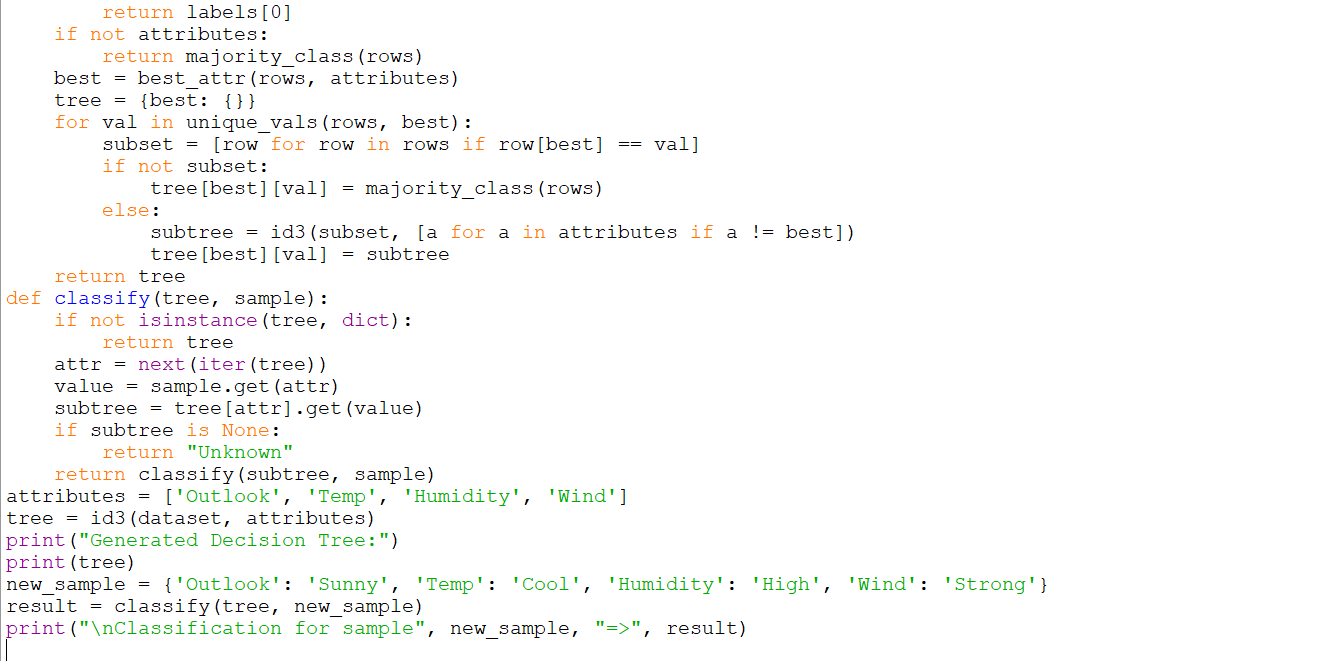 return labels[0]
    if not attributes:
        return majority_class(rows)
    best = best_attr(rows, attributes)
    tree = {best: {}}
    for val in unique_vals(rows, best):
        subset = [row for row in rows if row[best] == val]
        if not subset:
            tree[best][val] = majority_class(rows)
        else:
            subtree = id3(subset, [a for a in attributes if a != best])
            tree[best][val] = subtree
    return tree
def classify(tree, sample):
    if not isinstance(tree, dict):
        return tree
    attr = next(iter(tree))
    value = sample.get(attr)
    subtree = tree[attr].get(value)
    if subtree is None:
        return "Unknown"
    return classify(subtree, sample)
attributes = ['Outlook', 'Temp', 'Humidity', 'Wind']
tree = id3(dataset, attributes)
print("Generated Decision Tree:")
print(tree)
new_sample = {'Outlook': 'Sunny', 'Temp': 'Cool', 'Humidity': 'High', 'Wind': 'Strong'}
result = classify(tree, new_sample)
print("\nClassification for sample", new_sample, "=>", result)